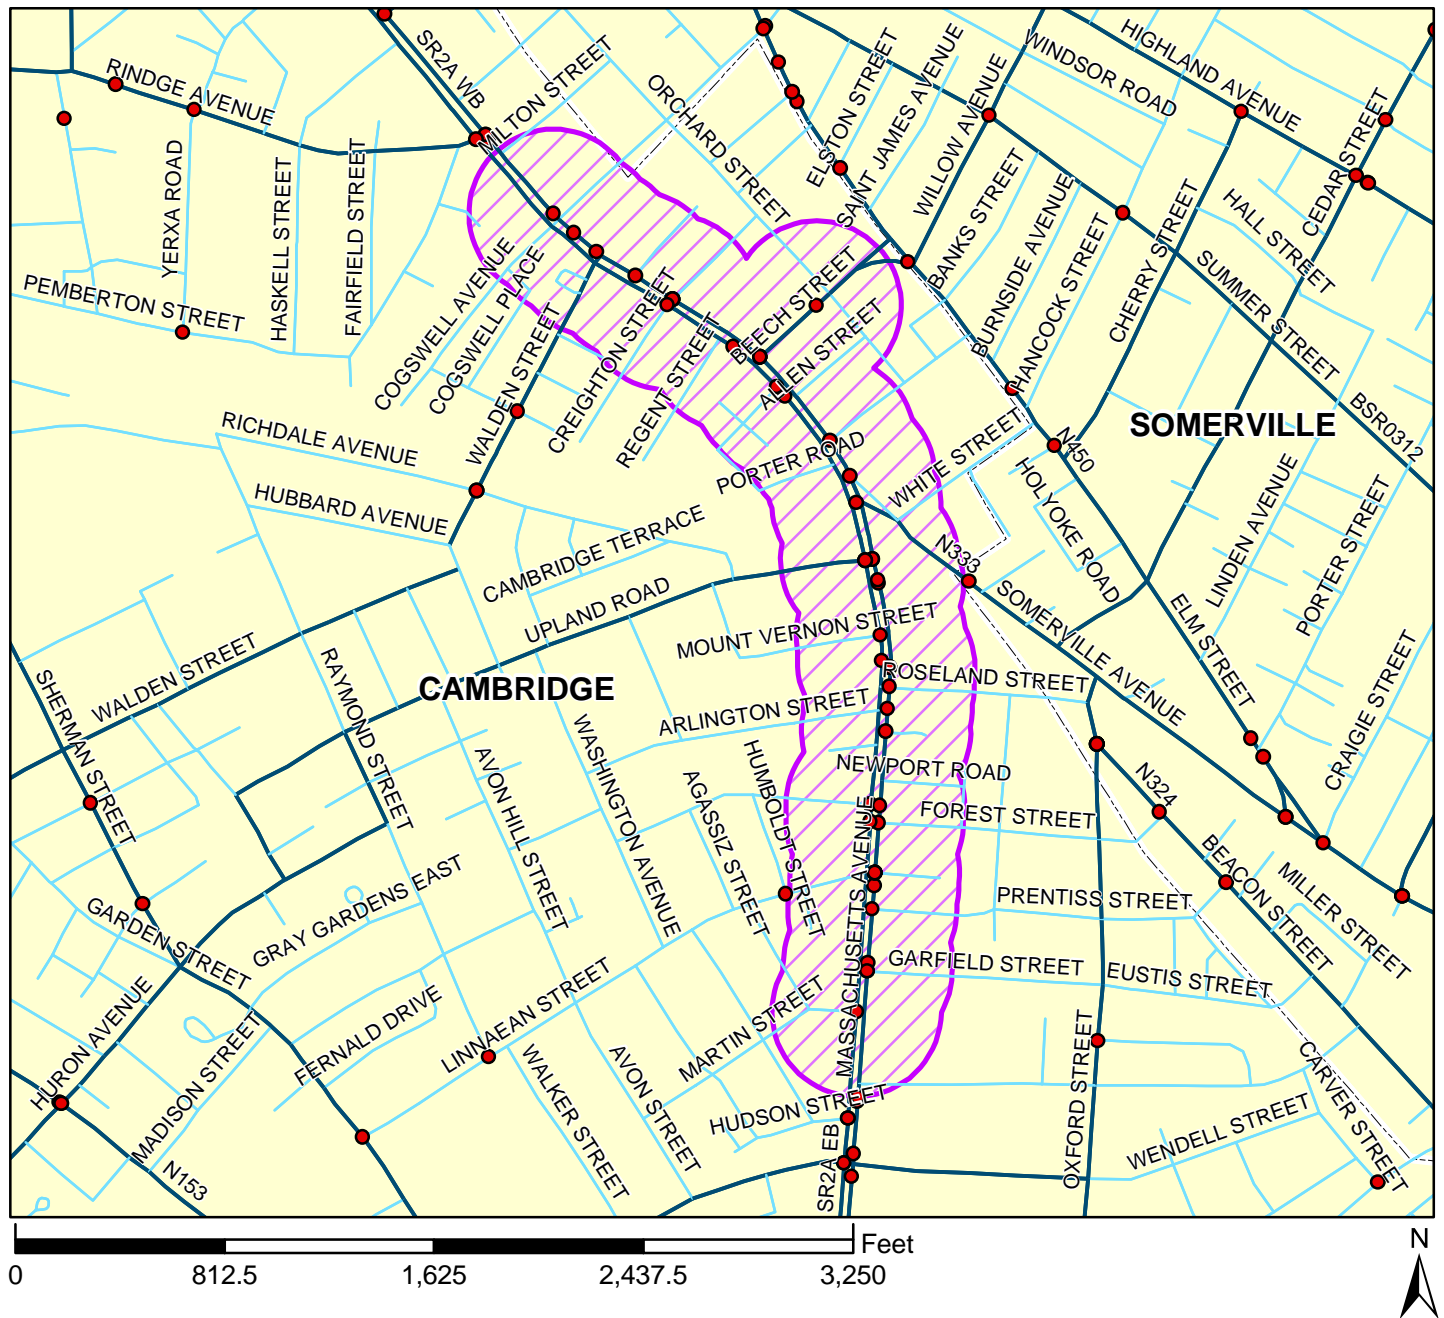 SR2A WB
MILTON STREET
RINDGE AVENUE
ORCHARD STREET
ELSTON STREET
SAINT JAMES AVENUE
WILLOW AVENUE
WINDSOR ROAD
HIGHLAND AVENUE
CEDAR STREET
YERXA ROAD
HASKELL STREET
FAIRFIELD STREET
BANKS STREET
BURNSIDE AVENUE
HANCOCK STREET
CHERRY STREET
HALL STREET
SUMMER STREET
PEMBERTON STREET
COGSWELL AVENUE
COGSWELL PLACE
WALDEN STREET
CREIGHTON STREET
REGENT STREET
BEECH STREET
ALLEN STREET
BSR0312
SOMERVILLE
RICHDALE AVENUE
HUBBARD AVENUE
PORTER ROAD
WHITE STREET
N450
HOLYOKE ROAD
LINDEN AVENUE
PORTER STREET
CAMBRIDGE TERRACE
UPLAND ROAD
N333
SOMERVILLE AVENUE
ELM STREET
CRAIGIE STREET
MOUNT VERNON STREET
ROSELAND STREET
WALDEN STREET
SHERMAN STREET
RAYMOND STREET
CAMBRIDGE
ARLINGTON STREET
WASHINGTON AVENUE
AVON HILL STREET
AGASSIZ STREET
HUMBOLDT STREET
NEWPORT ROAD
FOREST STREET
N324
MASSACHUSETTS AVENUE
BEACON STREET
MILLER STREET
PRENTISS STREET
GARDEN STREET
GRAY GARDENS EAST
GARFIELD STREET
EUSTIS STREET
HURON AVENUE
MADISON STREET
FERNALD DRIVE
LINNAEAN STREET
MARTIN STREET
WALKER STREET
AVON STREET
HUDSON STREET
OXFORD STREET
CARVER STREET
WENDELL STREET
N153
SR2A EB
Feet
0
812.5
1,625
2,437.5
3,250
N